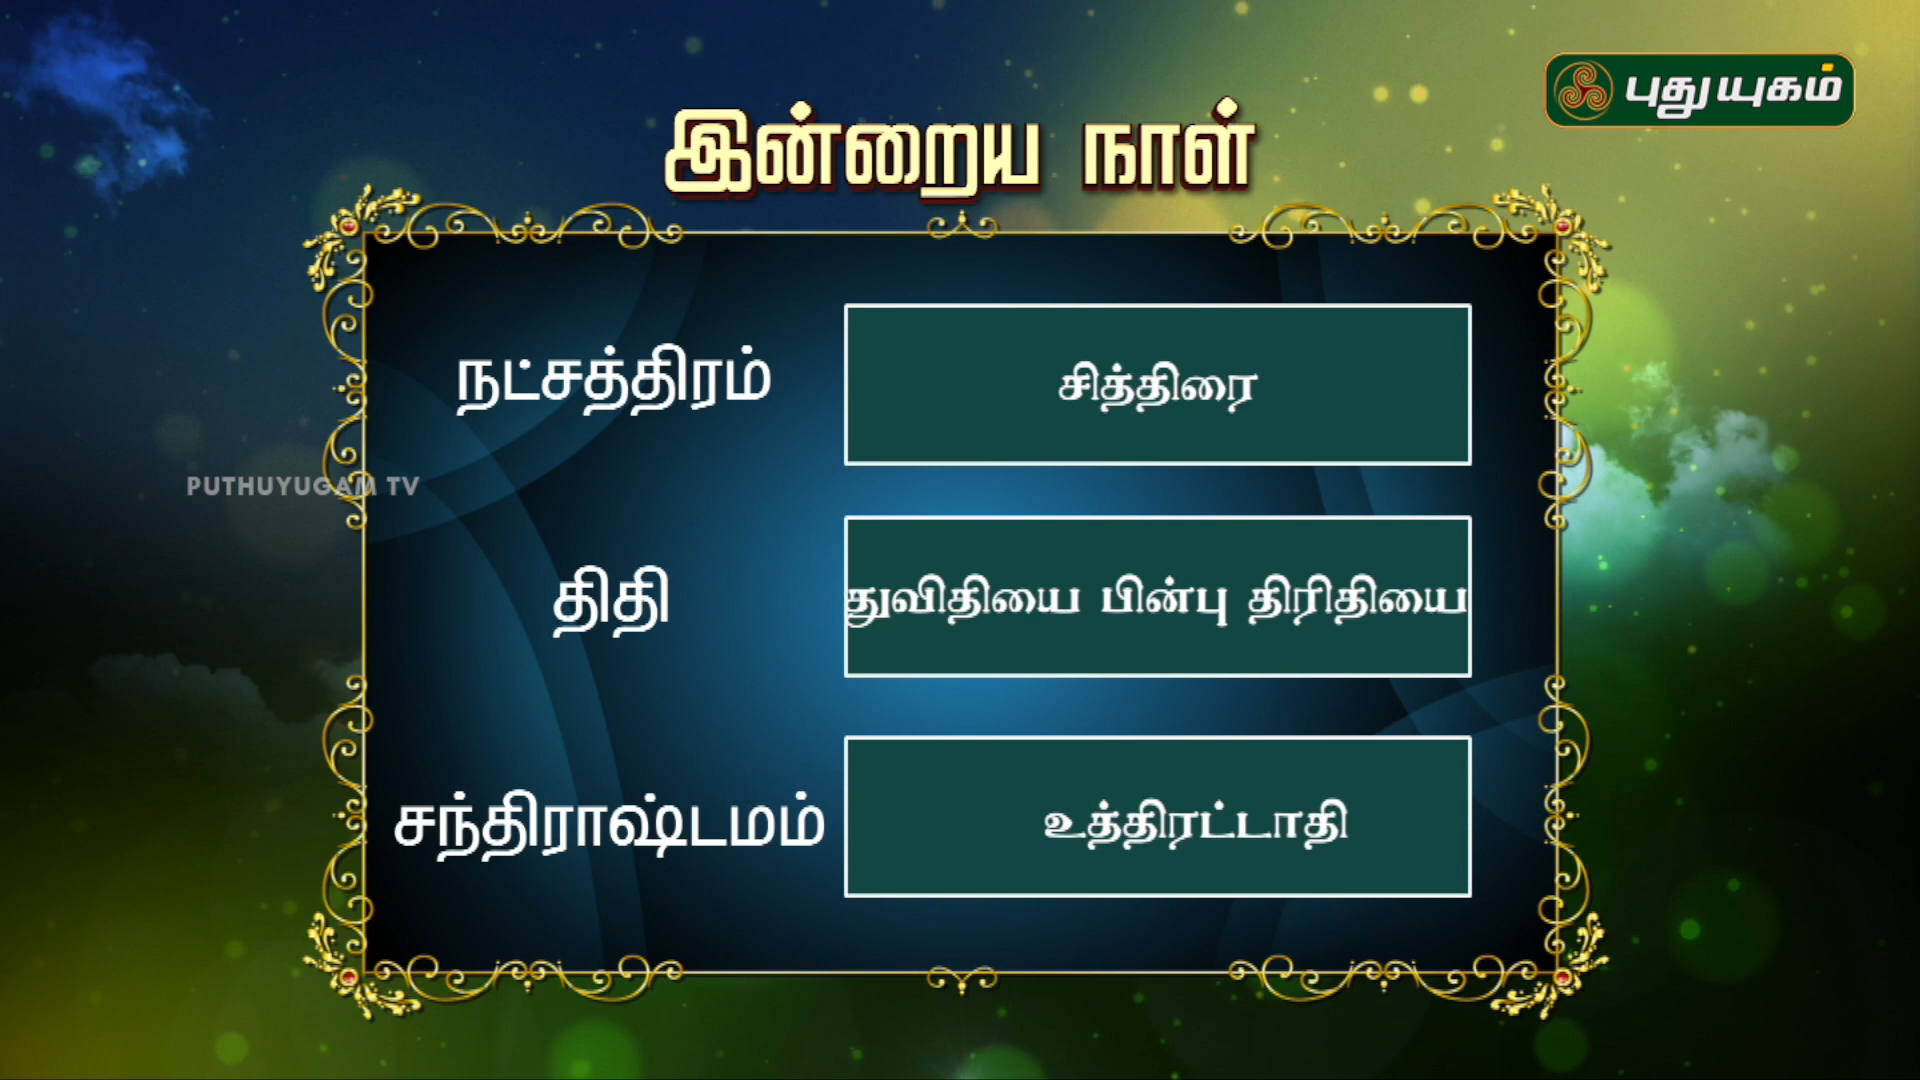 புதுயுகம்
இன்றைய நாள்
நட்சத்திரம் சித்திரை
PUTHUYUGAM TV
திதி துவிதியை பின்பு திரிதியை
சந்திராஷ்டமம் உத்திரட்டாதி